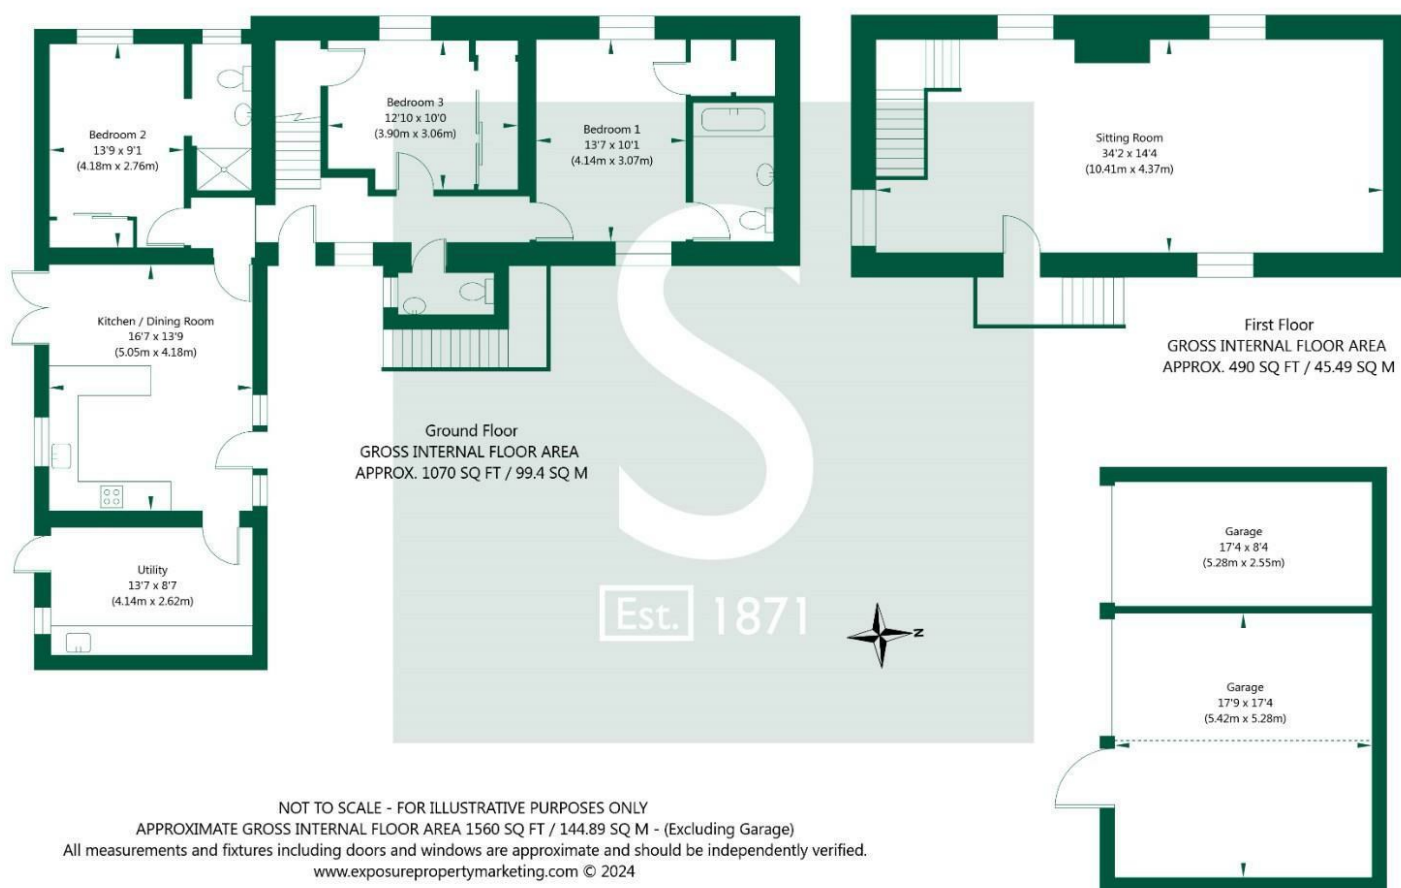 Bedroom 2
13'9 x 9'1
(4.18m x 2.76m)
Bedroom 3
12'10 x 10'0
(3.90m x 3.06m)
Bedroom 1
13'7 x 10'1
(4.14m x 3.07m)
Sitting Room
34'2 x 14'4
(10.41m x 4.37m)
Kitchen / Dining Room
16'7 x 13'9
(5.05m x 4.18m)
First Floor
GROSS INTERNAL FLOOR AREA
APPROX. 490 SQ FT / 45.49 SQ M
Ground Floor
GROSS INTERNAL FLOOR AREA
APPROX. 1070 SQ FT / 99.4 SQ M
S
Est. 1871
N
Utility
13'7 x 8'7
(4.14m x 2.62m)
Garage
17'4 x 8'4
(5.28m x 2.55m)
Garage
17'9 x 17'4
(5.42m x 5.28m)
NOT TO SCALE - FOR ILLUSTRATIVE PURPOSES ONLY
APPROXIMATE GROSS INTERNAL FLOOR AREA 1560 SQ FT / 144.89 SQ M - (Excluding Garage)
All measurements and fixtures including doors and windows are approximate and should be independently verified.
www.exposurepropertymarketing.com © 2024